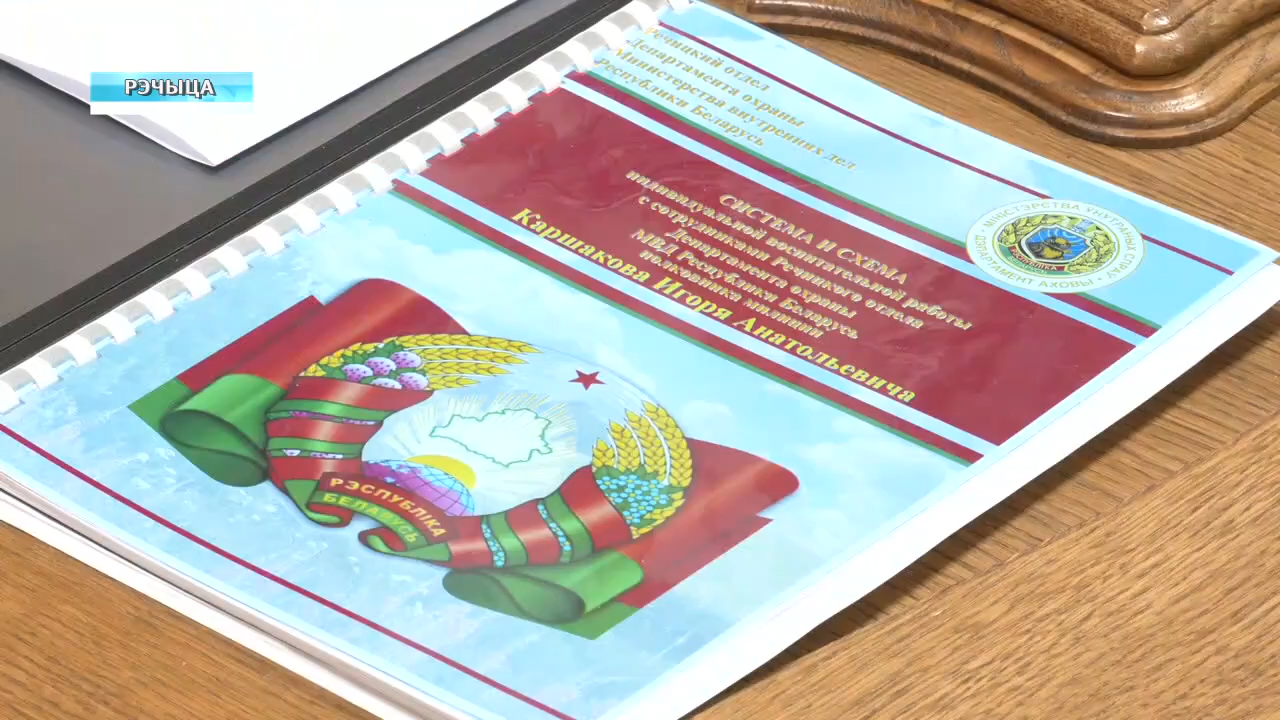 РЭЧЫЦА
Речицкий отдел
Департамента охраны
Министерства внутренних дел
Республики Беларусь
МІНІСТЭРСТВА УНУТРАНЫХ СПРАЎ
ДЭПАРТАМЕНТ АХОВЫ
СИСТЕМА И СХЕМА
индивидуальной воспитательной работы
с сотрудниками Речицкого отдела
Департамента охраны
МВД Республики Беларусь
полковника милиции
Каршакова Игоря Анатольевича
РЭСПУБЛІКА
БЕЛАРУСЬ